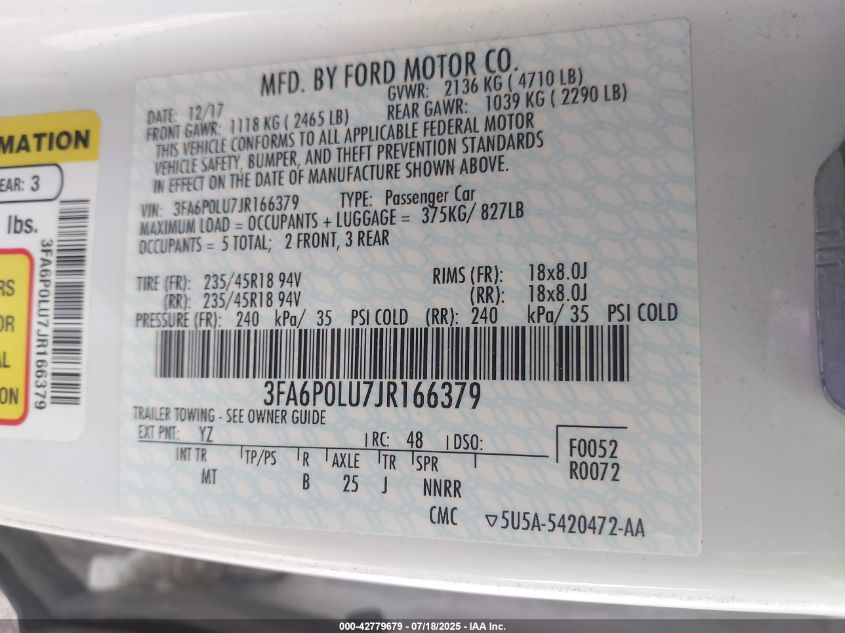 MFD. BY FORD MOTOR CO.
DATE: 12/17 GVWR: 2136 KG ( 4710 LB)
FRONT GAWR: 1118 KG ( 2465 LB) REAR GAWR: 1039 KG ( 2290 LB)
THIS VEHICLE CONFORMS TO ALL APPLICABLE FEDERAL MOTOR
VEHICLE SAFETY, BUMPER, AND THEFT PREVENTION STANDARDS
IN EFFECT ON THE DATE OF MANUFACTURE SHOWN ABOVE.
VIN: 3FA6P0LU7JR166379 TYPE: Passenger Car
MAXIMUM LOAD = OCCUPANTS + LUGGAGE = 375KG/ 827LB
OCCUPANTS = 5 TOTAL; 2 FRONT, 3 REAR
TIRE (FR): 235/45R18 94V RIMS (FR): 18x8.0J
(RR): 235/45R18 94V (RR): 18x8.0J
PRESSURE (FR): 240 kPa/ 35 PSI COLD (RR): 240 kPa/ 35 PSI COLD
3FA6P0LU7JR166379
TRAILER TOWING - SEE OWNER GUIDE
EXT PNT: YZ RC: 48 DSO: F0052
INT TR TP/PS R AXLE TR SPR R0072
MT B 25 J NNRR
CMC ▽5U5A-5420472-AA
MATION
EAR: 3
lbs.
RS
OR
AL
ON
3FA6P0LU7JR166379
000-42779679 | 07/18/2025 - IAA Inc.